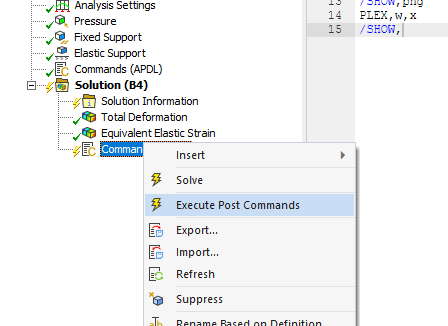 Analysis Settings
Pressure
Fixed Support
Elastic Support
Commands (APDL)
Solution (B4)
Solution Information
Total Deformation
Equivalent Elastic Strain
Comman
13 /SHOW,png
14 PLEX,w,x
15 /SHOW,
Insert
Solve
Execute Post Commands
Export...
Import...
Refresh
Suppress
Rename Based on Definition